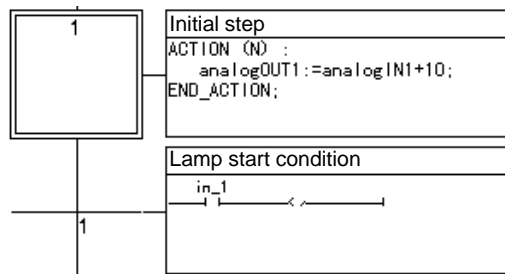 1
Initial step
ACTION (N) :
analogOUT1:=analogIN1+10;
END_ACTION;
Lamp start condition
in_1
1